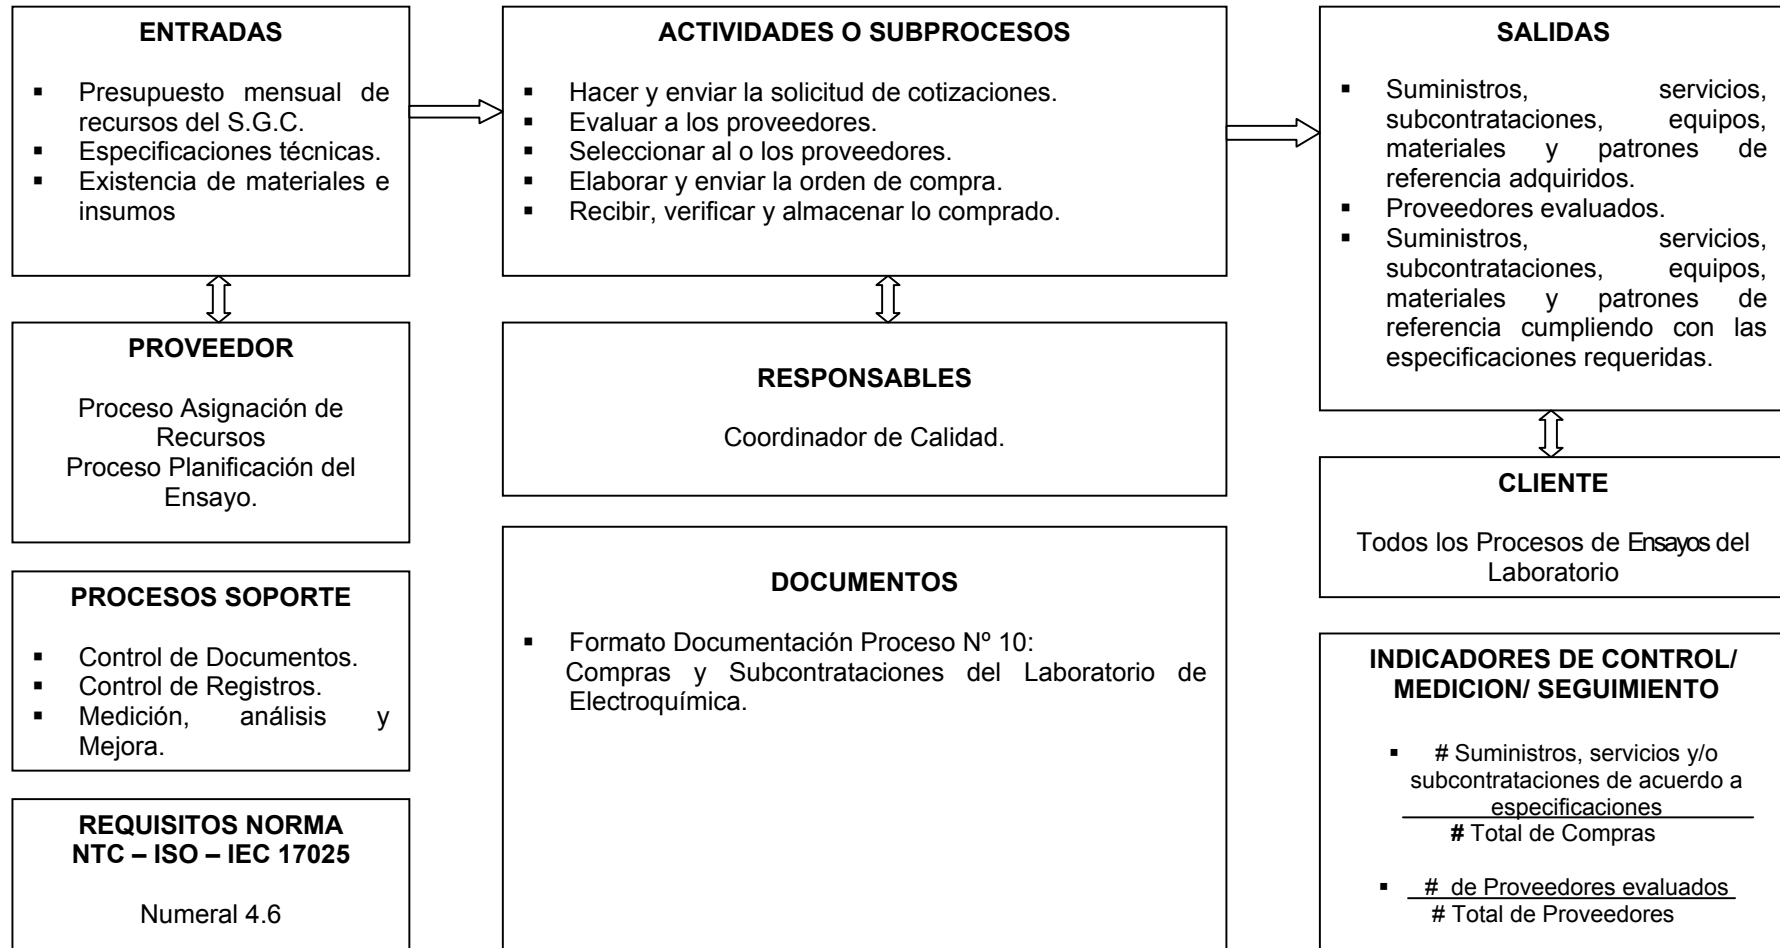 ENTRADAS
▪ Presupuesto mensual de
recursos del S.G.C.
▪ Especificaciones técnicas.
▪ Existencia de materiales e
insumos
ACTIVIDADES O SUBPROCESOS
▪ Hacer y enviar la solicitud de cotizaciones.
▪ Evaluar a los proveedores.
▪ Seleccionar al o los proveedores.
▪ Elaborar y enviar la orden de compra.
▪ Recibir, verificar y almacenar lo comprado.
SALIDAS
▪ Suministros, servicios,
subcontrataciones, equipos,
materiales y patrones de
referencia adquiridos.
▪ Proveedores evaluados.
▪ Suministros, servicios,
subcontrataciones, equipos,
materiales y patrones de
referencia cumpliendo con las
especificaciones requeridas.
PROVEEDOR
Proceso Asignación de
Recursos
Proceso Planificación del
Ensayo.
RESPONSABLES
Coordinador de Calidad.
CLIENTE
Todos los Procesos de Ensayos del
Laboratorio
PROCESOS SOPORTE
▪ Control de Documentos.
▪ Control de Registros.
▪ Medición, análisis y
Mejora.
DOCUMENTOS
▪ Formato Documentación Proceso Nº 10:
Compras y Subcontrataciones del Laboratorio de
Electroquímica.
INDICADORES DE CONTROL/
MEDICION/ SEGUIMIENTO
▪ # Suministros, servicios y/o
subcontrataciones de acuerdo a
especificaciones
# Total de Compras
▪ # de Proveedores evaluados
# Total de Proveedores
REQUISITOS NORMA
NTC – ISO – IEC 17025
Numeral 4.6